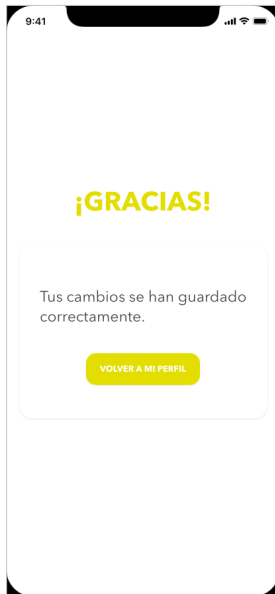 9:41
¡GRACIAS!
Tus cambios se han guardado
correctamente.
VOLVER A MI PERFIL